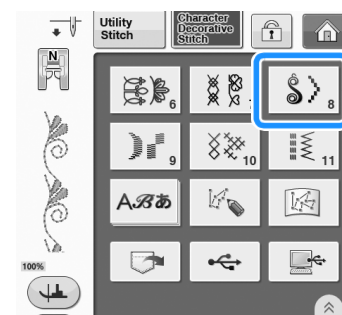 Utility
Stitch
Character
Decorative
Stitch
N
6
7
8
9
10
11
Aℬあ
100%